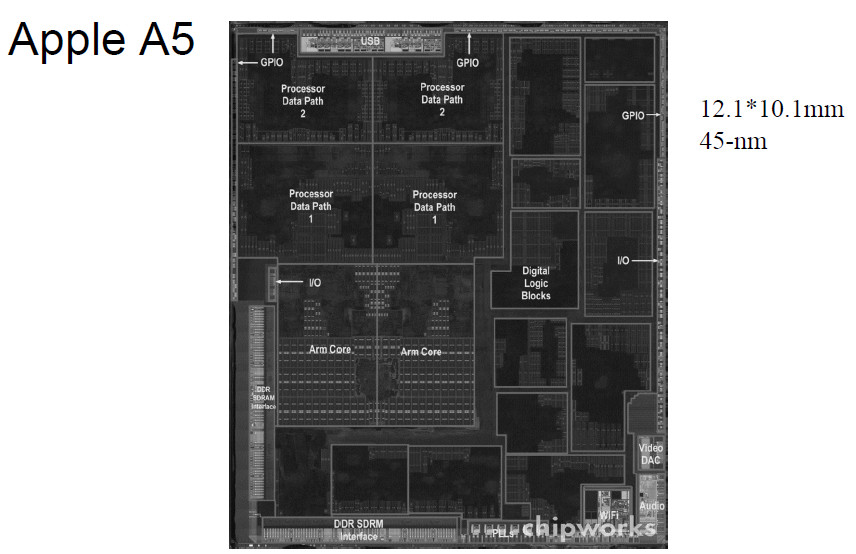 Apple A5
USB
GPIO
GPIO
Processor
Data Path
2
Processor
Data Path
2
GPIO
12.1*10.1mm
45-nm
Processor
Data Path
1
Processor
Data Path
1
I/O
I/O
Digital
Logic
Blocks
Arm Core
Arm Core
DDR
SDRAM
Interface
Video
DAC
Audio
WiFi
DDR SDRM
Interface
PLLs
chipworks